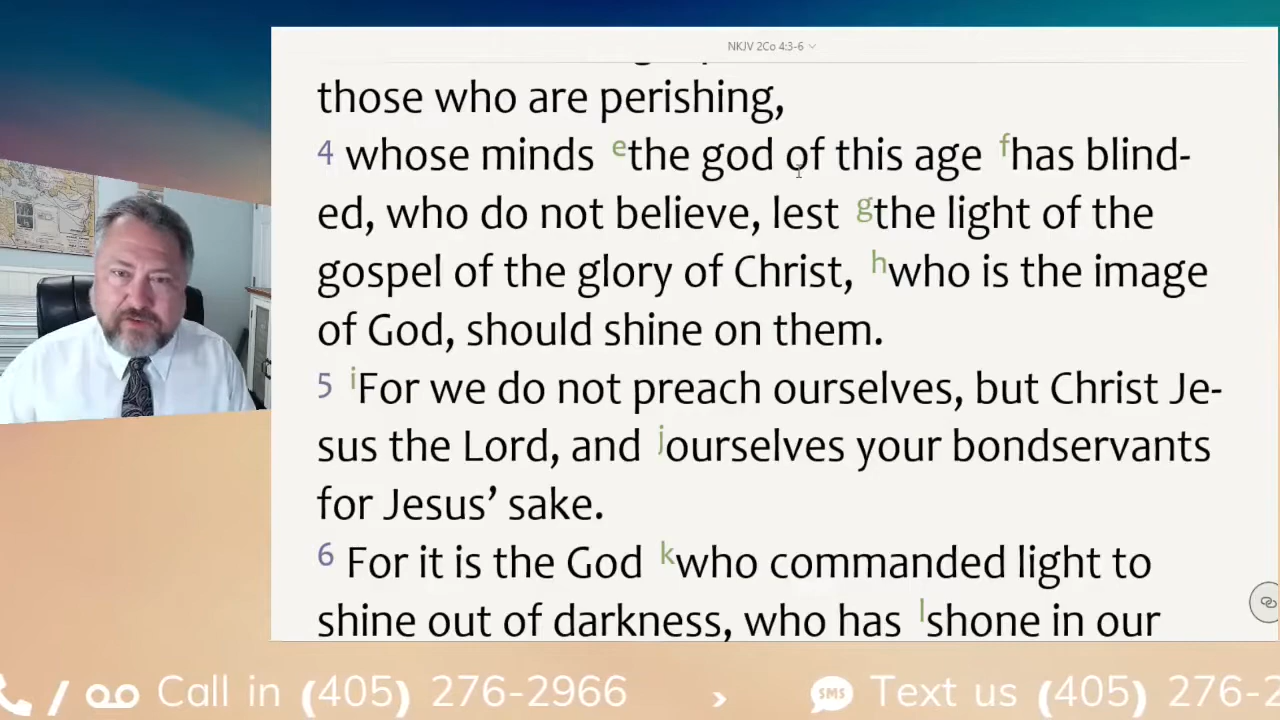 NKJV 2Co 4:3-6
those who are perishing,
4 whose minds ethe god of this age fhas blind-
ed, who do not believe, lest gthe light of the
gospel of the glory of Christ, hwho is the image
of God, should shine on them.
5 iFor we do not preach ourselves, but Christ Je-
sus the Lord, and jourselves your bondservants
for Jesus’ sake.
6 For it is the God kwho commanded light to
shine out of darkness, who has lshone in our
/ Call in (405) 276-2966 › SMS Text us (405) 276-2